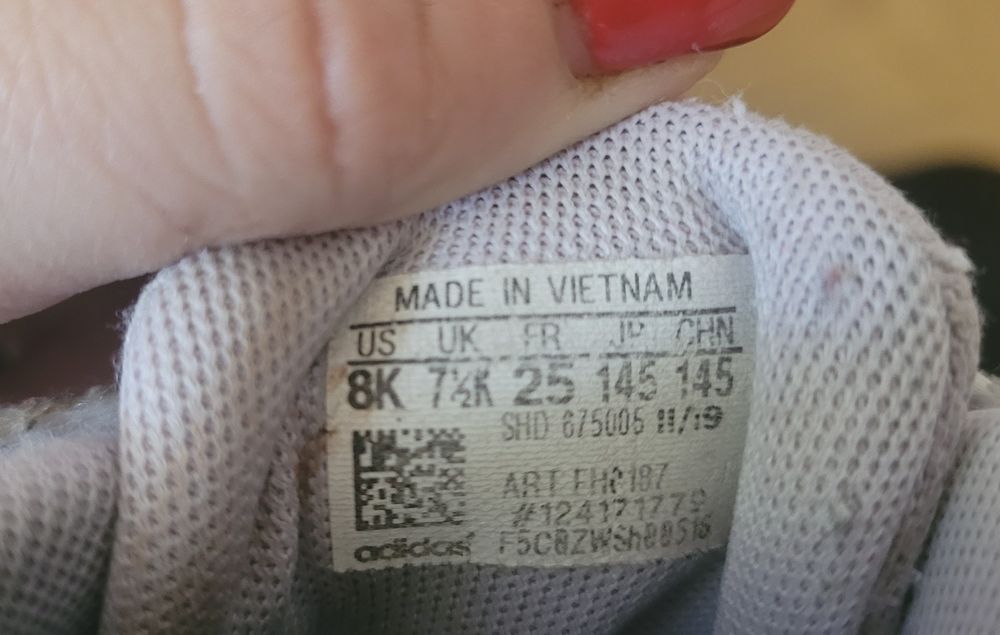 MADE IN VIETNAM
US UK FR JP CHN
8K 7½K 25 145 145
SHD 675005 11/19
ART EH0187
#124171779
adidas